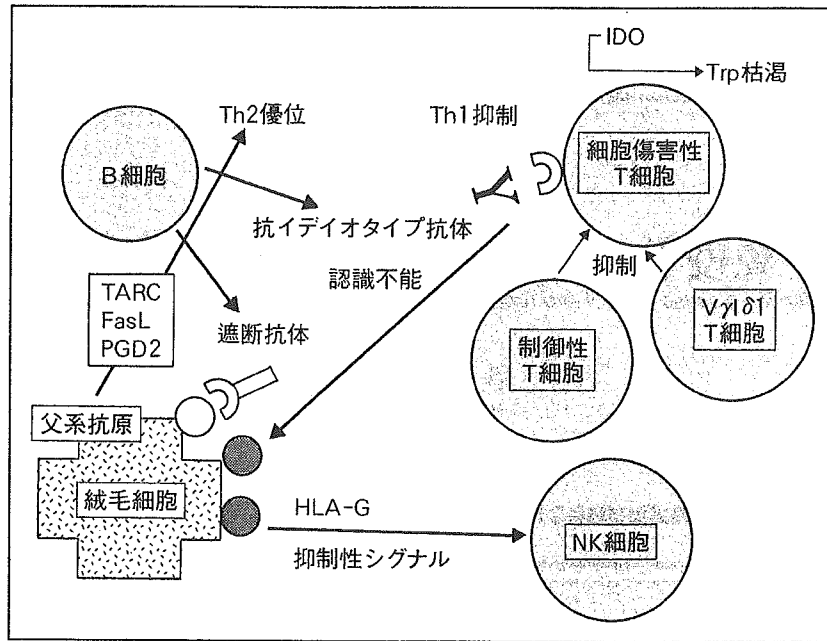 IDO
Trp枯渇
Th2優位
Th1抑制
B細胞
細胞傷害性
T細胞
抗イデイオタイプ抗体
認識不能
抑制
TARC
FasL
PGD2
遮断抗体
制御性
T細胞
VγIδ1
T細胞
父系抗原
絨毛細胞
HLA-G
抑制性シグナル
NK細胞